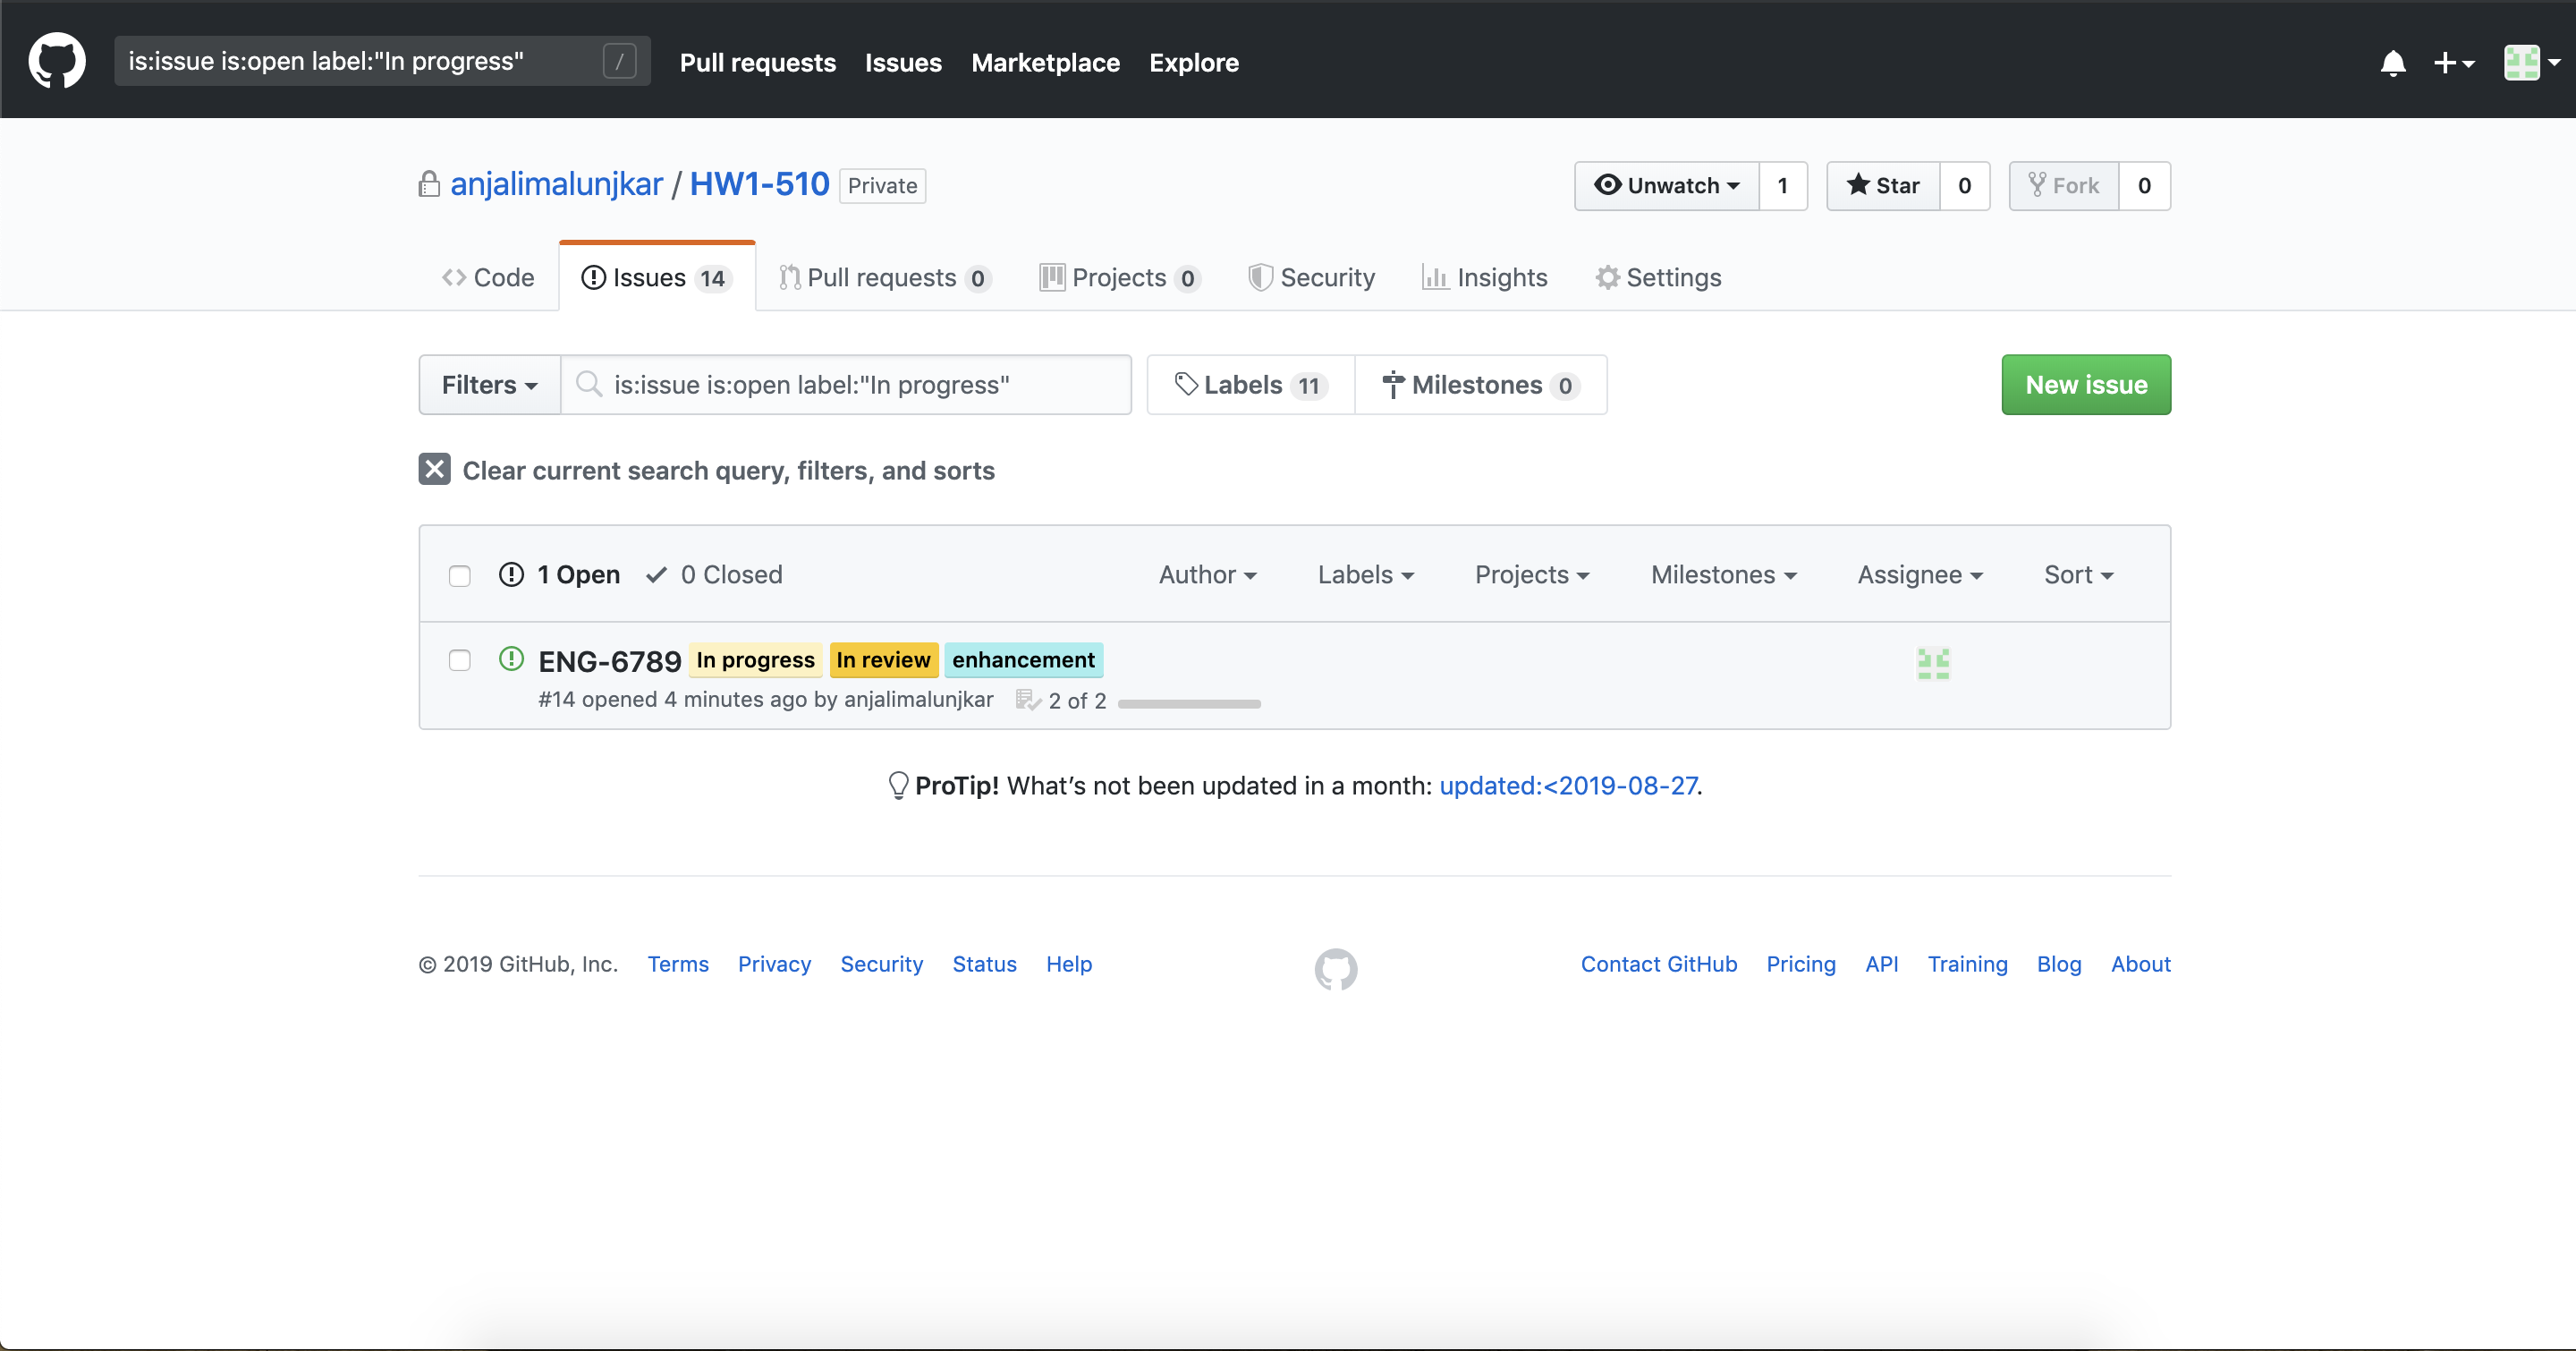 is:issue is:open label:"In progress" / Pull requests Issues Marketplace Explore
anjalimalunjkar / HW1-510 Private Unwatch 1 Star 0 Fork 0
Code Issues 14 Pull requests 0 Projects 0 Security Insights Settings
Filters is:issue is:open label:"In progress" Labels 11 Milestones 0 New issue
Clear current search query, filters, and sorts
1 Open 0 Closed Author Labels Projects Milestones Assignee Sort
ENG-6789 In progress In review enhancement
#14 opened 4 minutes ago by anjalimalunjkar 2 of 2
ProTip! What’s not been updated in a month: updated:<2019-08-27.
© 2019 GitHub, Inc. Terms Privacy Security Status Help Contact GitHub Pricing API Training Blog About